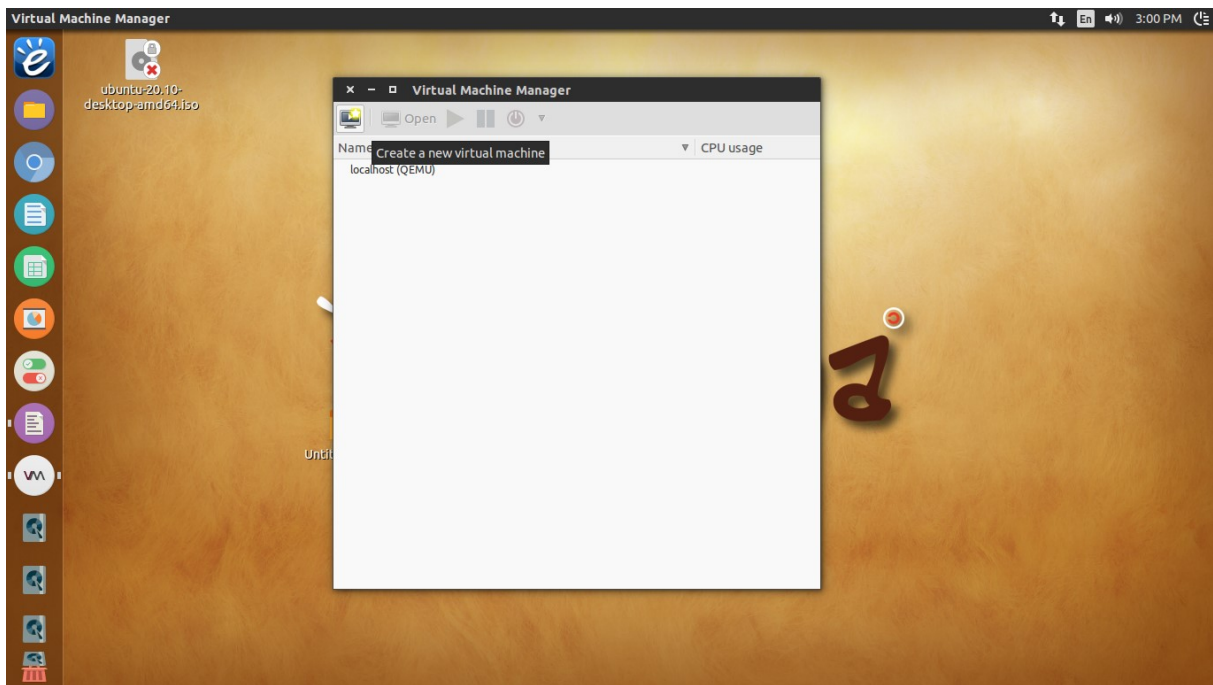 Virtual Machine Manager
En
3:00 PM
ubuntu-20.10-
desktop-amd64.iso
Virtual Machine Manager
Open
Name
CPU usage
Create a new virtual machine
localhost (QEMU)
Untit
VM